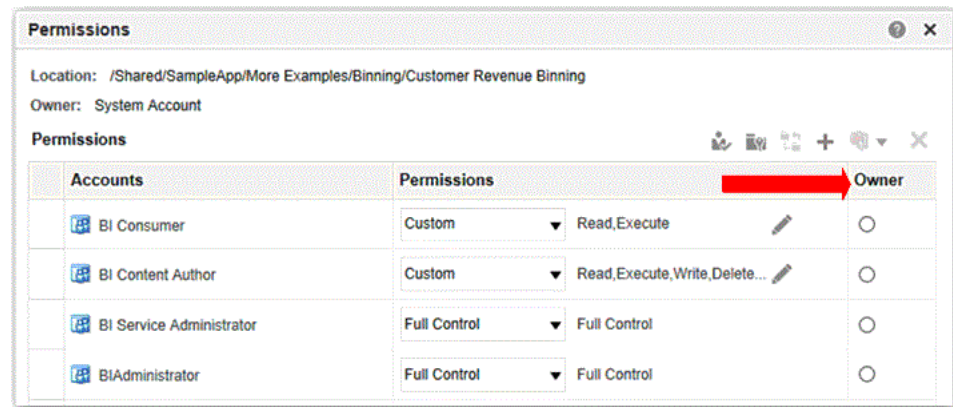 Permissions
Location: /Shared/SampleApp/More Examples/Binning/Customer Revenue Binning
Owner: System Account
Permissions
Accounts Permissions Owner
BI Consumer Custom Read,Execute
BI Content Author Custom Read,Execute,Write,Delete...
BI Service Administrator Full Control Full Control
BIAdministrator Full Control Full Control